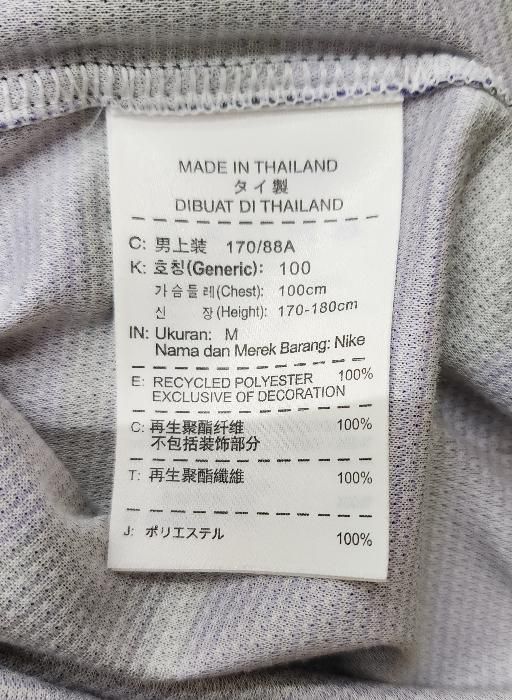 MADE IN THAILAND
タイ製
DIBUAT DI THAILAND
C: 男上装 170/88A
K: 호칭(Generic): 100
가슴둘레(Chest): 100cm
신 장(Height): 170-180cm
IN: Ukuran: M
Nama dan Merek Barang: Nike
E: RECYCLED POLYESTER 100%
EXCLUSIVE OF DECORATION
C: 再生聚酯纤维 100%
不包括装饰部分
T: 再生聚酯纖維 100%
J: ポリエステル 100%